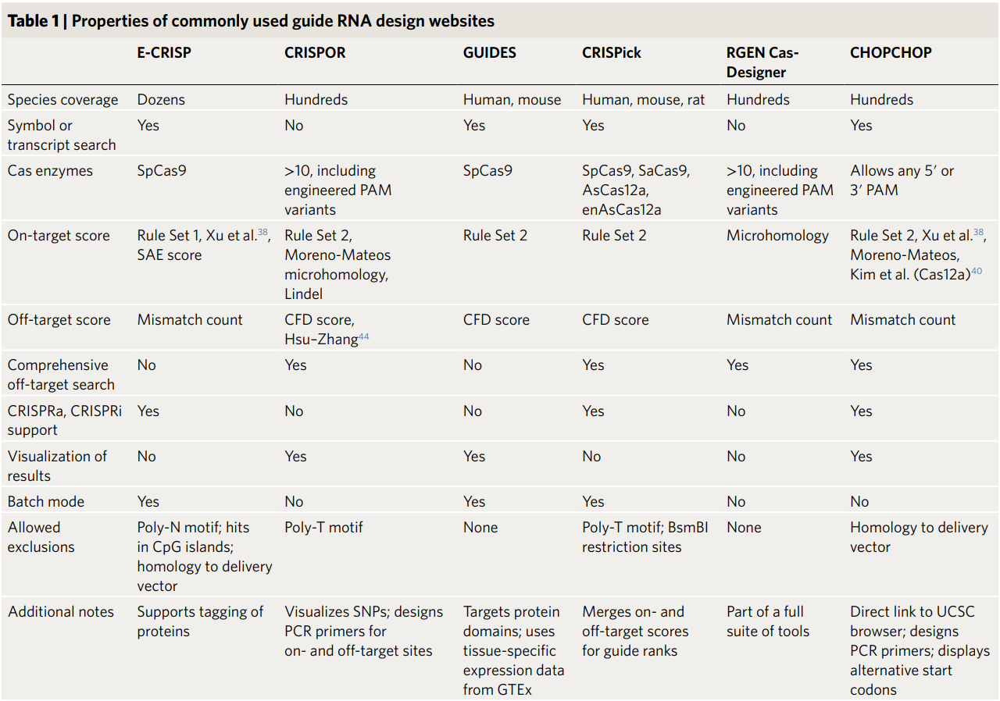 Table 1 | Properties of commonly used guide RNA design websites
E-CRISP CRISPOR GUIDES CRISPick RGEN Cas-Designer CHOPCHOP
Species coverage Dozens Hundreds Human, mouse Human, mouse, rat Hundreds Hundreds
Symbol or transcript search Yes No Yes Yes No Yes
Cas enzymes SpCas9 >10, including engineered PAM variants SpCas9 SpCas9, SaCas9, AsCas12a, enAsCas12a >10, including engineered PAM variants Allows any 5′ or 3′ PAM
On-target score Rule Set 1, Xu et al.38, SAE score Rule Set 2, Moreno-Mateos microhomology, Lindel Rule Set 2 Rule Set 2 Microhomology Rule Set 2, Xu et al.38, Moreno-Mateos, Kim et al. (Cas12a)40
Off-target score Mismatch count CFD score, Hsu–Zhang44 CFD score CFD score Mismatch count Mismatch count
Comprehensive off-target search No Yes No Yes Yes Yes
CRISPRa, CRISPRi support Yes No No Yes No Yes
Visualization of results No Yes Yes No No Yes
Batch mode Yes No Yes Yes No No
Allowed exclusions Poly-N motif; hits in CpG islands; homology to delivery vector Poly-T motif None Poly-T motif; BsmBI restriction sites None Homology to delivery vector
Additional notes Supports tagging of proteins Visualizes SNPs; designs PCR primers for on- and off-target sites Targets protein domains; uses tissue-specific expression data from GTEx Merges on- and off-target scores for guide ranks Part of a full suite of tools Direct link to UCSC browser; designs PCR primers; displays alternative start codons